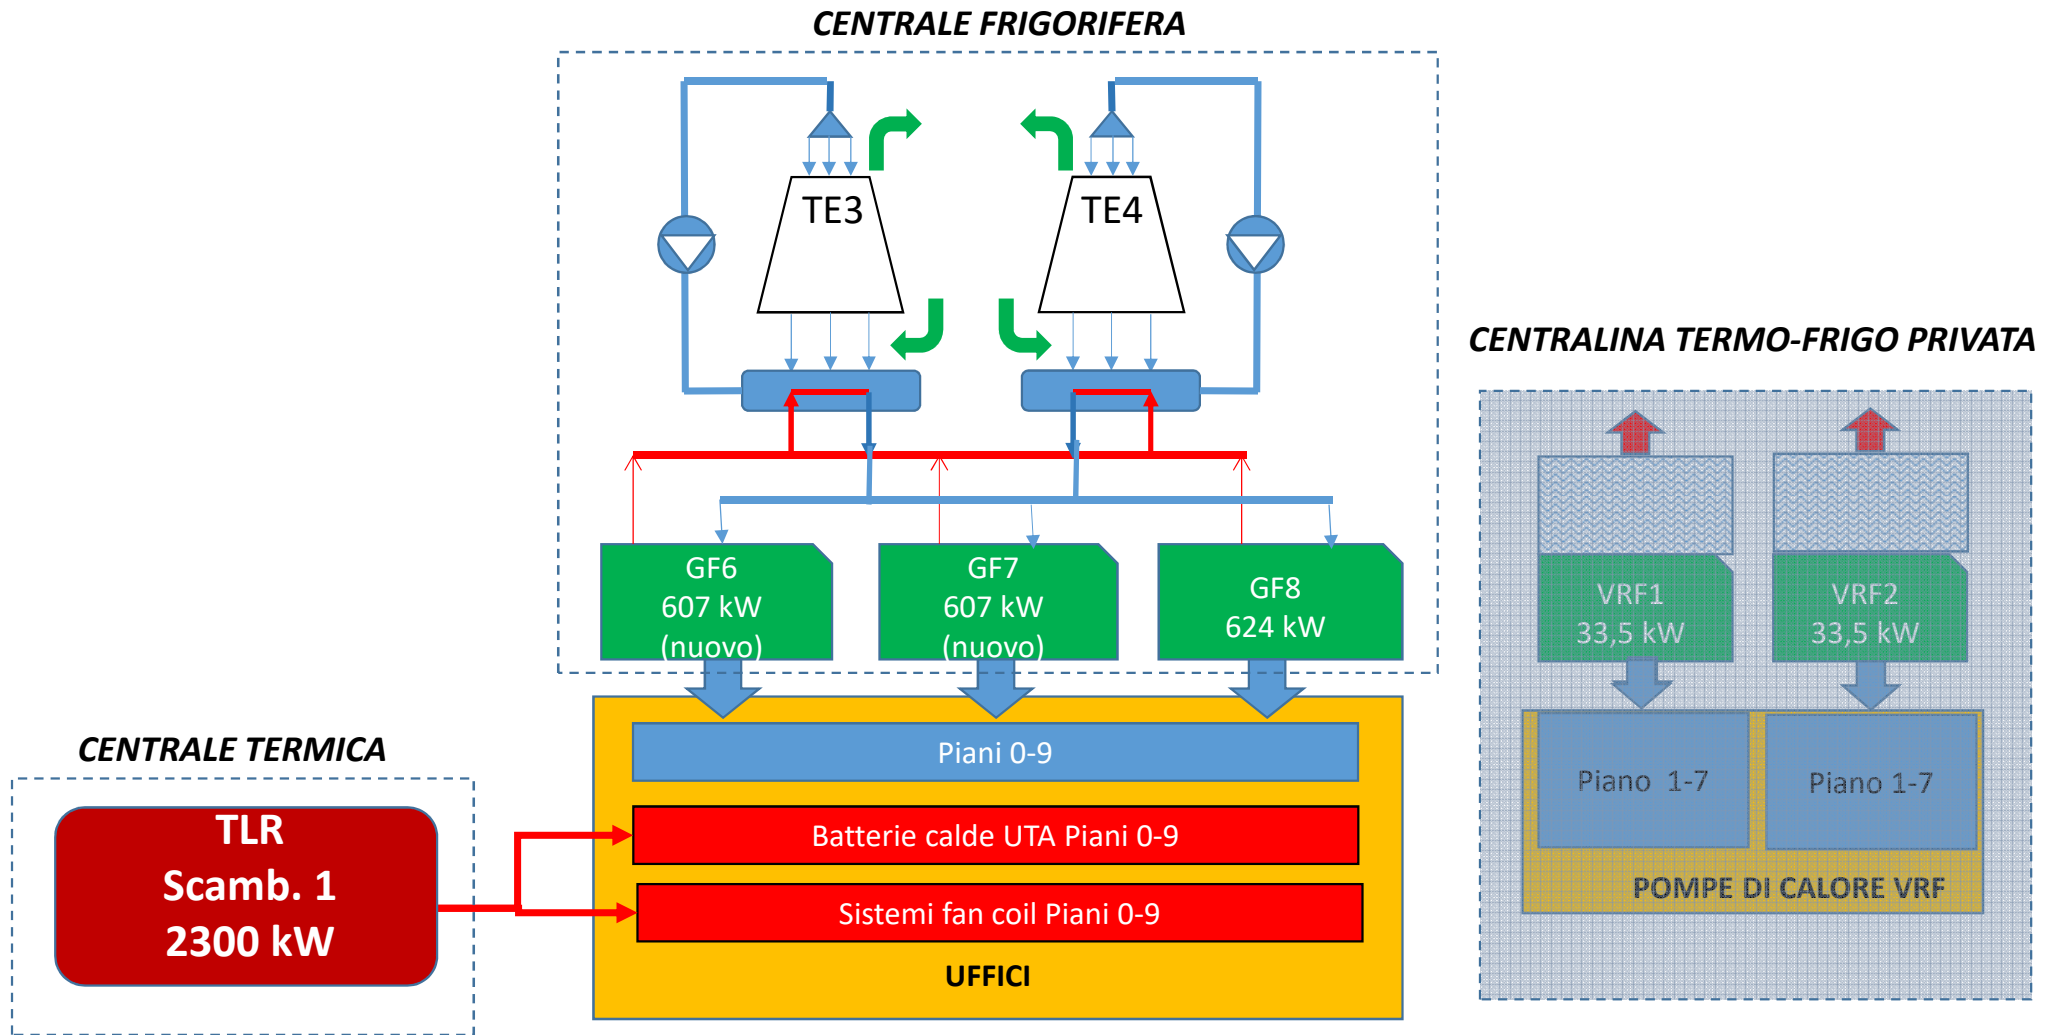 CENTRALE FRIGORIFERA
TE3
TE4
GF6
607 kW
(nuovo)
GF7
607 kW
(nuovo)
GF8
624 kW
Piani 0-9
Batterie calde UTA Piani 0-9
Sistemi fan coil Piani 0-9
UFFICI
CENTRALE TERMICA
TLR
Scamb. 1
2300 kW
CENTRALINA TERMO-FRIGO PRIVATA
VRF1
33,5 kW
VRF2
33,5 kW
Piano 1-7
Piano 1-7
POMPE DI CALORE VRF